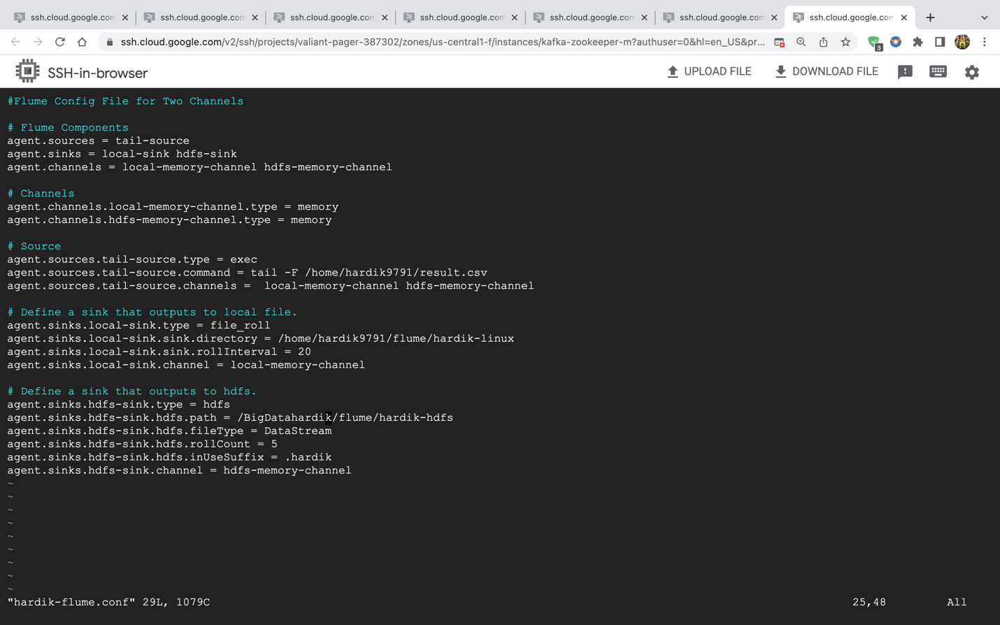 ssh.cloud.google.com
ssh.cloud.google.com
ssh.cloud.google.com
ssh.cloud.google.com
ssh.cloud.google.com
ssh.cloud.google.com
ssh.cloud.google.com
ssh.cloud.google.com/v2/ssh/projects/valiant-pager-387302/zones/us-central1-f/instances/kafka-zookeeper-m?authuser=0&hl=en_US&pr...
3
SSH-in-browser
UPLOAD FILE
DOWNLOAD FILE
#Flume Config File for Two Channels
# Flume Components
agent.sources = tail-source
agent.sinks = local-sink hdfs-sink
agent.channels = local-memory-channel hdfs-memory-channel
# Channels
agent.channels.local-memory-channel.type = memory
agent.channels.hdfs-memory-channel.type = memory
# Source
agent.sources.tail-source.type = exec
agent.sources.tail-source.command = tail -F /home/hardik9791/result.csv
agent.sources.tail-source.channels =  local-memory-channel hdfs-memory-channel
# Define a sink that outputs to local file.
agent.sinks.local-sink.type = file_roll
agent.sinks.local-sink.sink.directory = /home/hardik9791/flume/hardik-linux
agent.sinks.local-sink.sink.rollInterval = 20
agent.sinks.local-sink.channel = local-memory-channel
# Define a sink that outputs to hdfs.
agent.sinks.hdfs-sink.type = hdfs
agent.sinks.hdfs-sink.hdfs.path = /BigDatahardik/flume/hardik-hdfs
agent.sinks.hdfs-sink.hdfs.fileType = DataStream
agent.sinks.hdfs-sink.hdfs.rollCount = 5
agent.sinks.hdfs-sink.hdfs.inUseSuffix = .hardik
agent.sinks.hdfs-sink.channel = hdfs-memory-channel
~
~
~
~
~
~
~
~
~
"hardik-flume.conf" 29L, 1079C
25,48
All